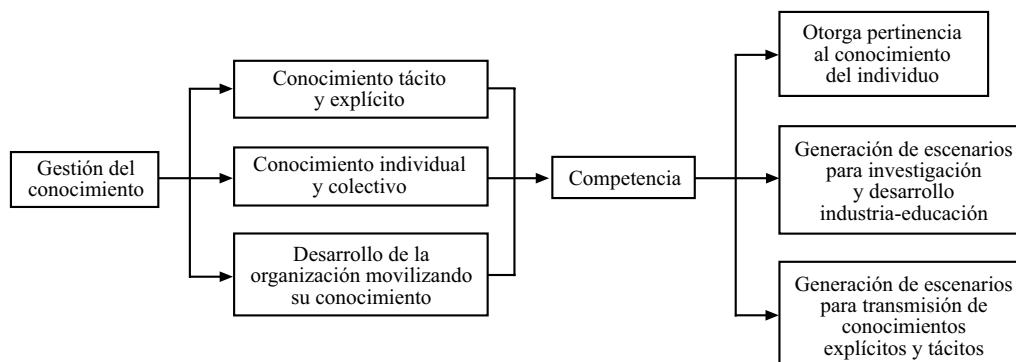 Gestión del
conocimiento
Conocimiento tácito
y explícito
Conocimiento individual
y colectivo
Desarrollo de la
organización movilizando
su conocimiento
Competencia
Otorga pertinencia
al conocimiento
del individuo
Generación de escenarios
para investigación
y desarrollo
industria-educación
Generación de escenarios
para transmisión de
conocimientos
explícitos y tácitos